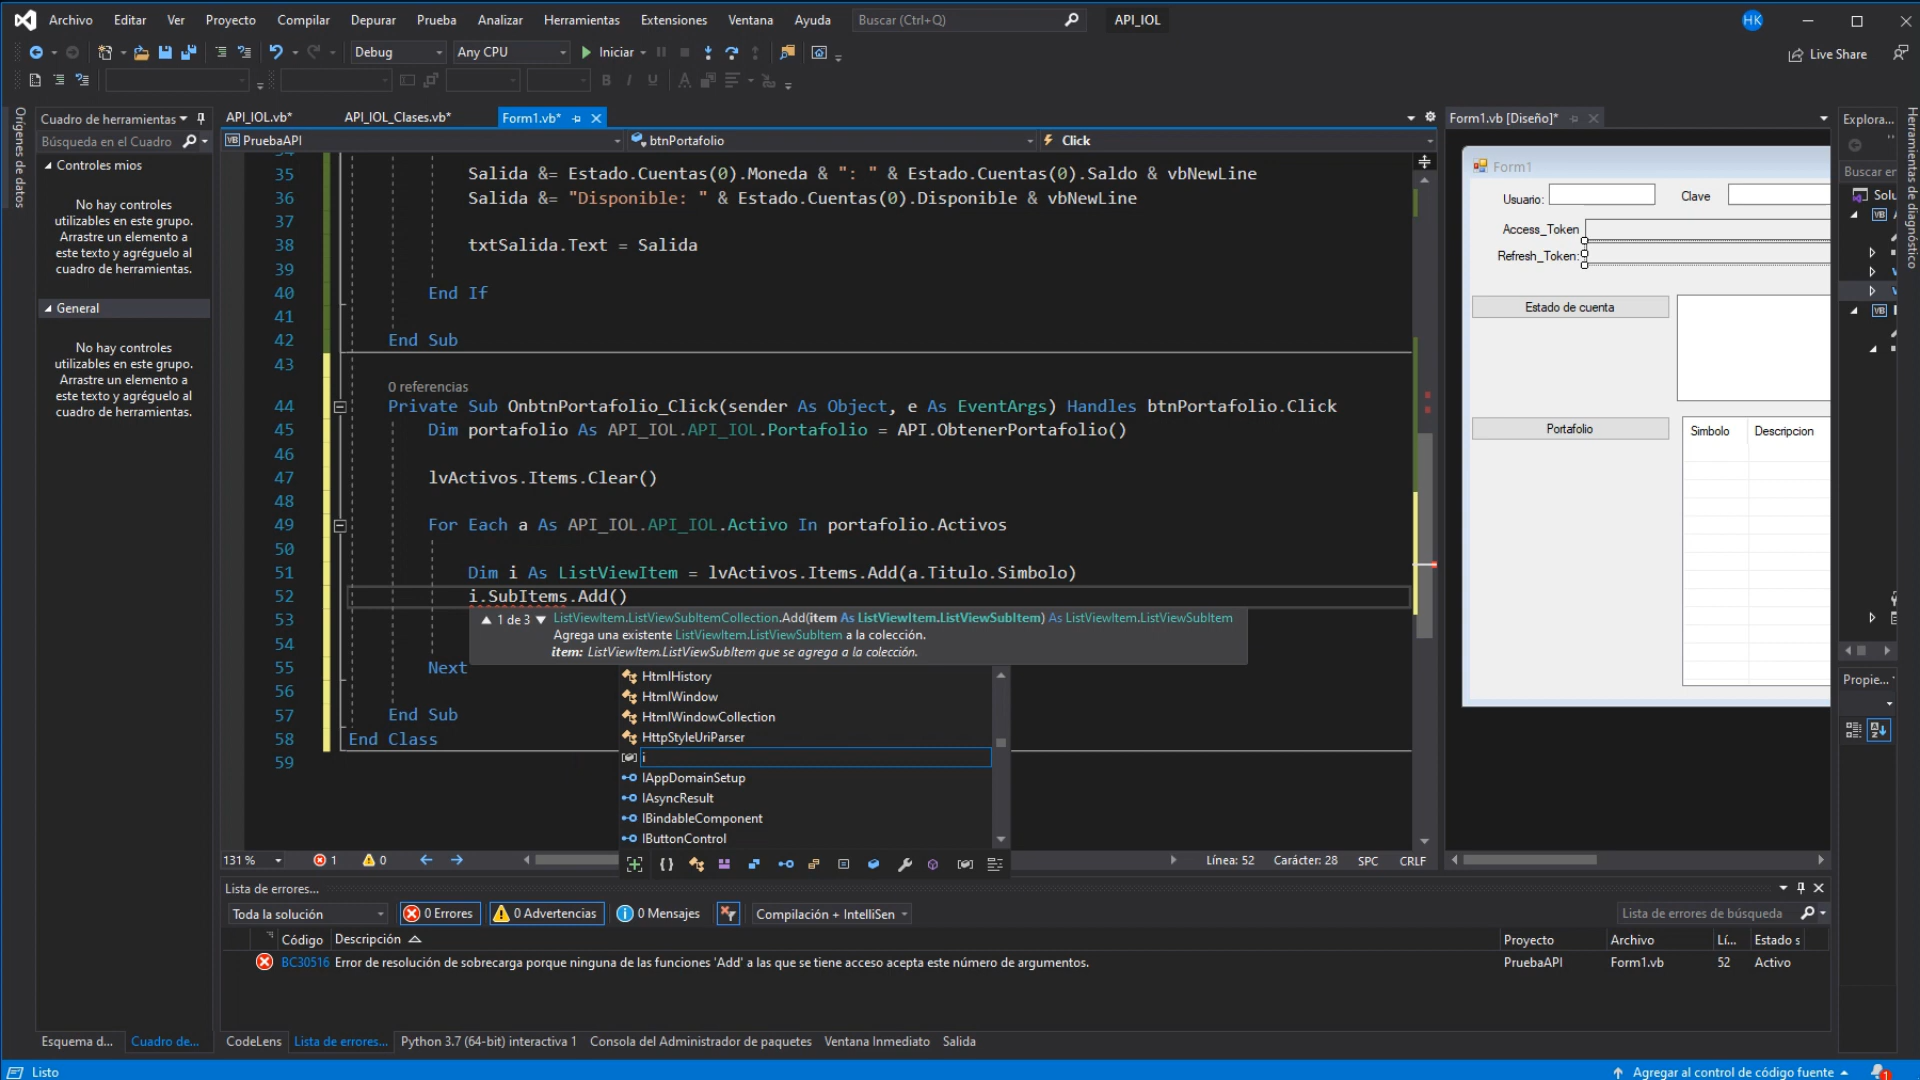 Archivo Editar Ver Proyecto Compilar Depurar Prueba Analizar Herramientas Extensiones Ventana Ayuda Buscar (Ctrl+Q) API_IOL HK
Debug Any CPU Iniciar Live Share
Orígenes de datos
Cuadro de herramientas
Búsqueda en el Cuadro
Controles mios
No hay controles
utilizables en este grupo.
Arrastre un elemento a
este texto y agréguelo al
cuadro de herramientas.
General
No hay controles
utilizables en este grupo.
Arrastre un elemento a
este texto y agréguelo al
cuadro de herramientas.
API_IOL.vb* API_IOL_Clases.vb* Form1.vb*
VB PruebaAPI btnPortafolio Click
35 Salida &= Estado.Cuentas(0).Moneda & ": " & Estado.Cuentas(0).Saldo & vbNewLine
36 Salida &= "Disponible: " & Estado.Cuentas(0).Disponible & vbNewLine
37
38 txtSalida.Text = Salida
39
40 End If
41
42 End Sub
43
0 referencias
44 Private Sub OnbtnPortafolio_Click(sender As Object, e As EventArgs) Handles btnPortafolio.Click
45 Dim portafolio As API_IOL.API_IOL.Portafolio = API.ObtenerPortafolio()
46
47 lvActivos.Items.Clear()
48
49 For Each a As API_IOL.API_IOL.Activo In portafolio.Activos
50
51 Dim i As ListViewItem = lvActivos.Items.Add(a.Titulo.Simbolo)
52 i.SubItems.Add()
53
54
55 Next
56
57 End Sub
58 End Class
59
1 de 3 ListViewItem.ListViewSubItemCollection.Add(item As ListViewItem.ListViewSubItem) As ListViewItem.ListViewSubItem
Agrega una existente ListViewItem.ListViewSubItem a la colección.
item: ListViewItem.ListViewSubItem que se agrega a la colección.
HtmlHistory
HtmlWindow
HtmlWindowCollection
HttpStyleUriParser
i
IAppDomainSetup
IAsyncResult
IBindableComponent
IButtonControl
131 % 1 0 Línea: 52 Carácter: 28 SPC CRLF
Form1.vb [Diseño]*
Form1
Usuario: Clave
Access_Token
Refresh_Token:
Estado de cuenta
Portafolio
Simbolo Descripcion
Explora...
Buscar en
Solu
VB
VB
Propie...
Herramientas de diagnóstico
Lista de errores...
Toda la solución 0 Errores 0 Advertencias 0 Mensajes Compilación + IntelliSen Lista de errores de búsqueda
Código Descripción Proyecto Archivo Lí... Estado s
BC30516 Error de resolución de sobrecarga porque ninguna de las funciones 'Add' a las que se tiene acceso acepta este número de argumentos. PruebaAPI Form1.vb 52 Activo
Esquema d... Cuadro de... CodeLens Lista de errores... Python 3.7 (64-bit) interactiva 1 Consola del Administrador de paquetes Ventana Inmediato Salida
Listo Agregar al control de código fuente 1